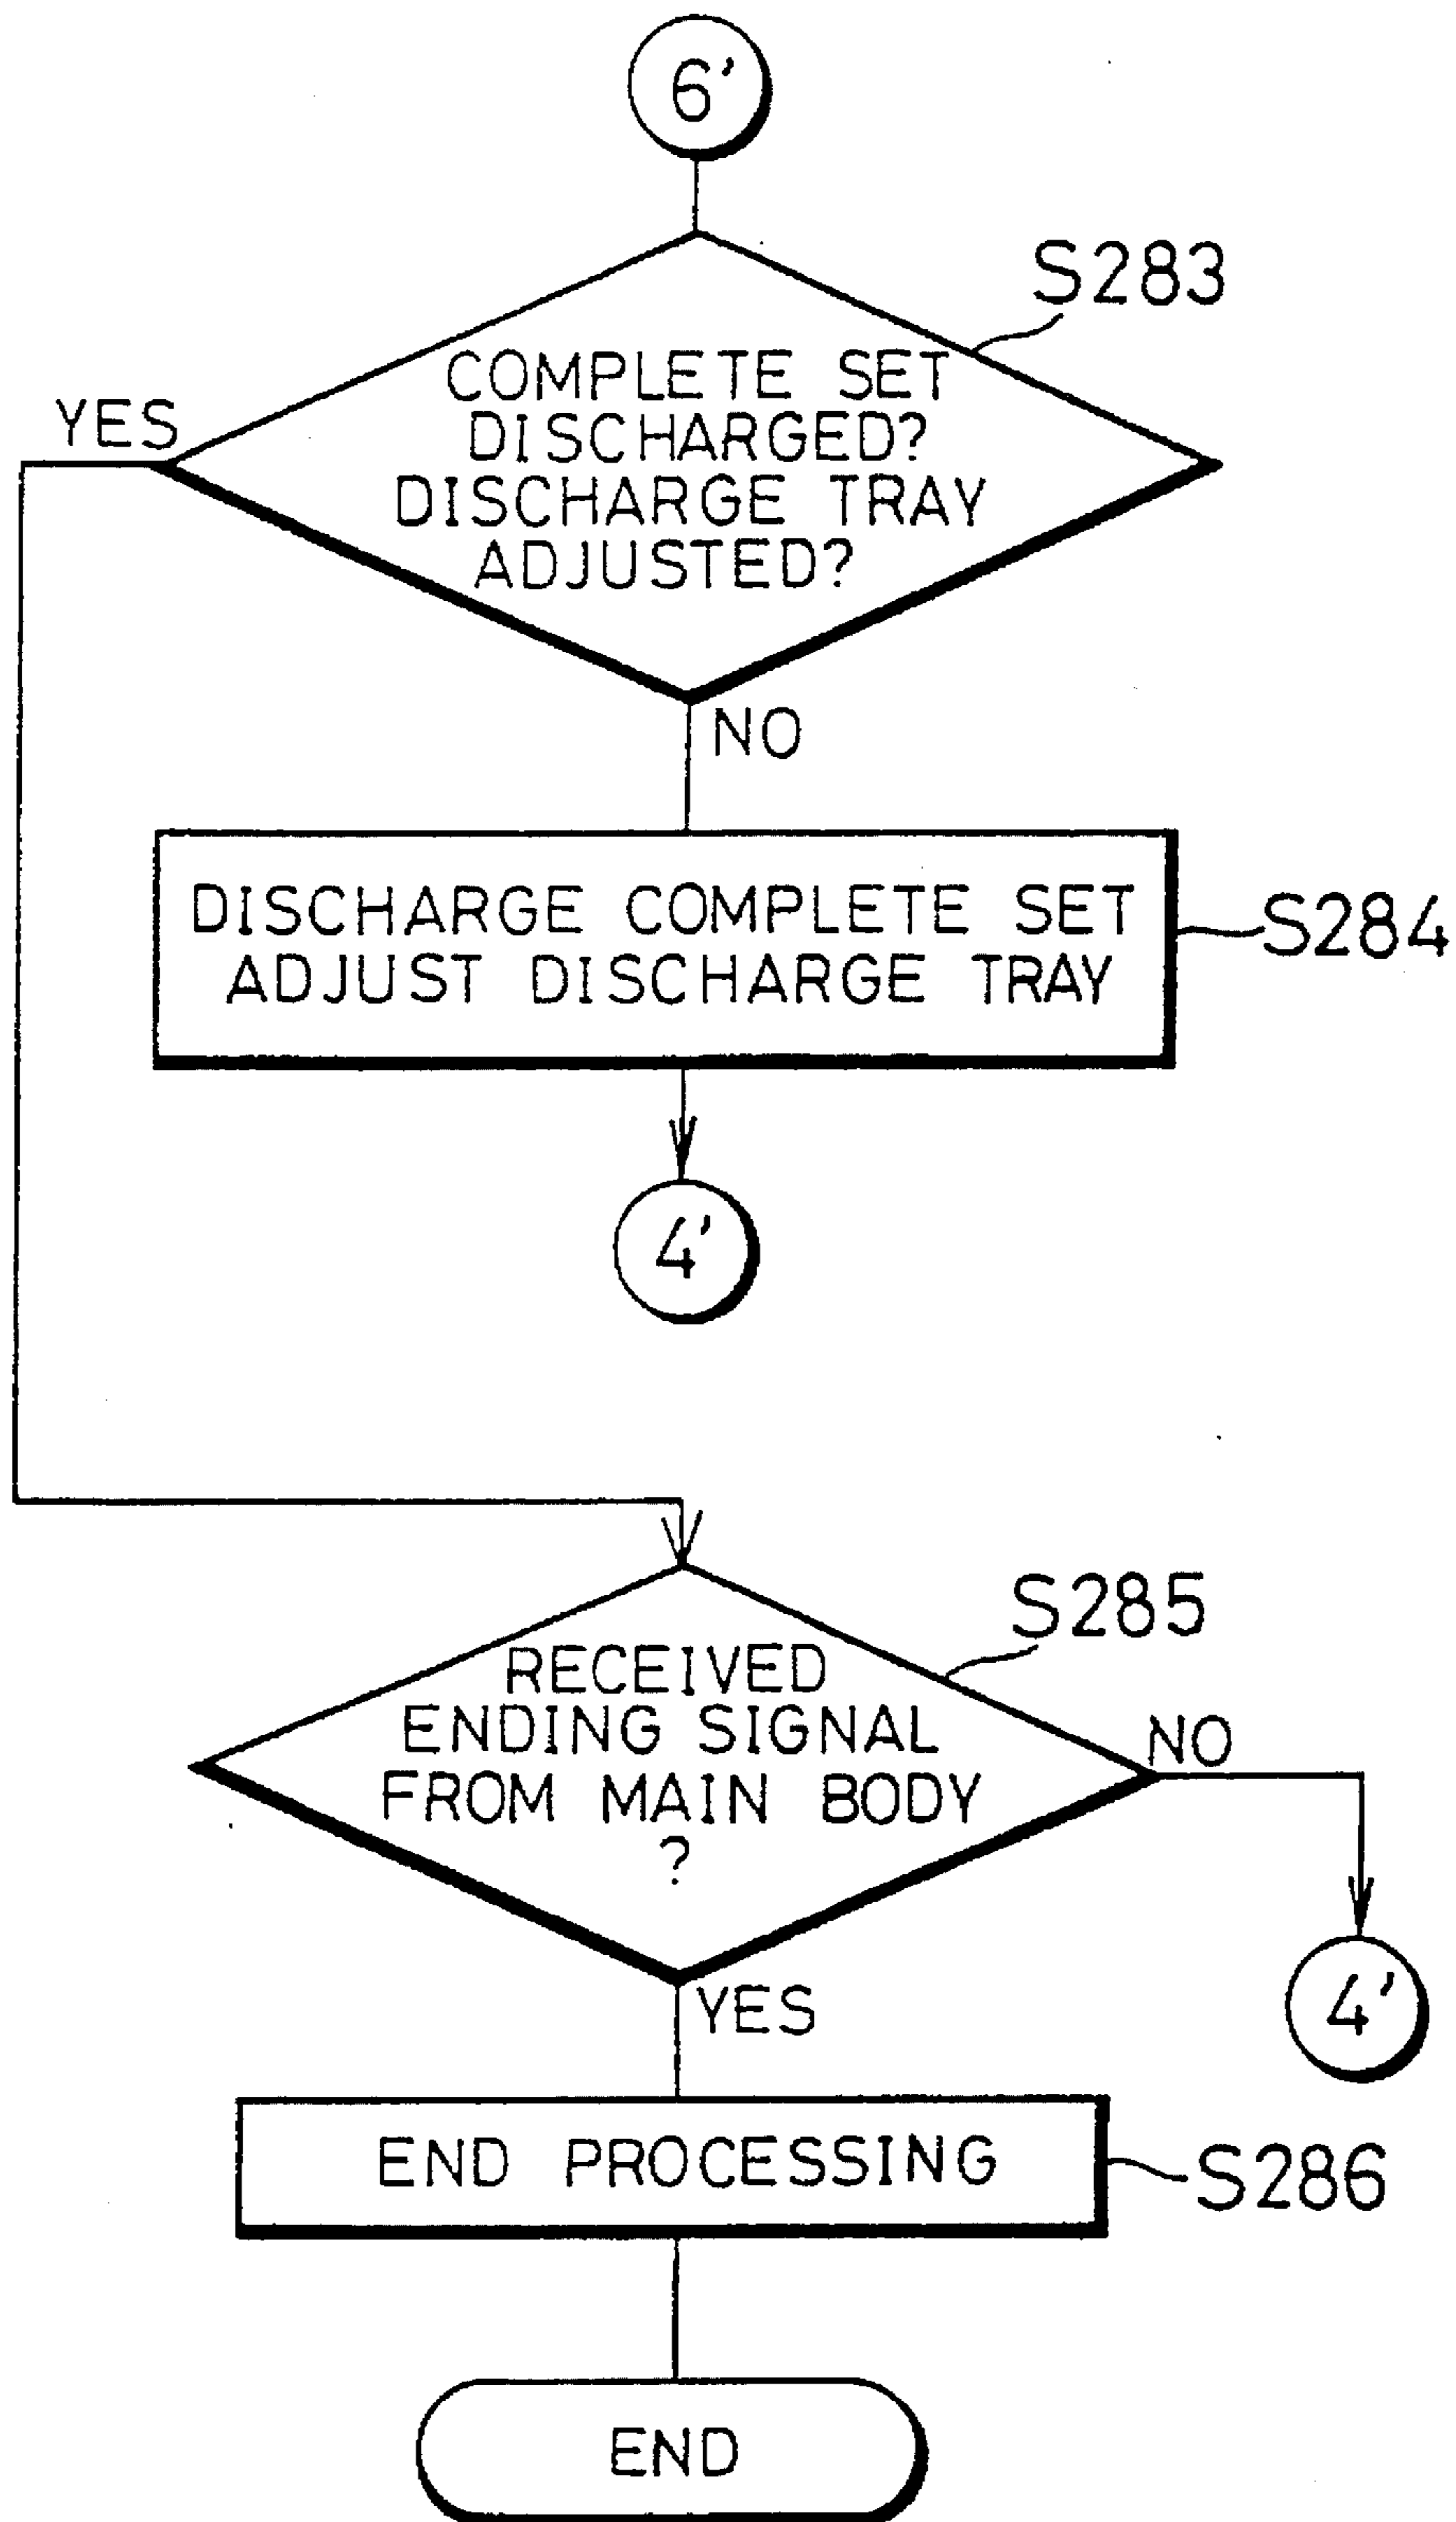 6'
S283
COMPLETE SET
DISCHARGED?
DISCHARGE TRAY
ADJUSTED?
YES
NO
DISCHARGE COMPLETE SET
ADJUST DISCHARGE TRAY
S284
4'
S285
RECEIVED
ENDING SIGNAL
FROM MAIN BODY
?
NO
4'
YES
END PROCESSING
S286
END